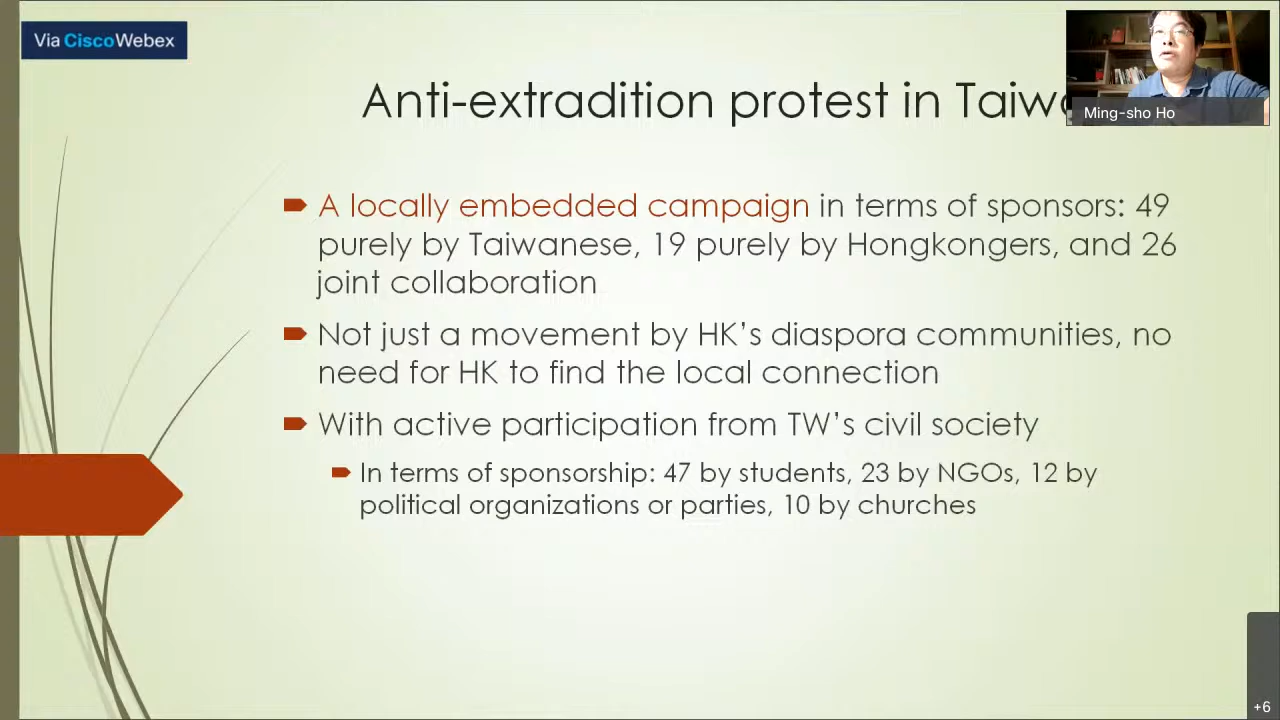 Via CiscoWebex
Anti-extradition protest in Taiw
Ming-sho Ho
A locally embedded campaign in terms of sponsors: 49
purely by Taiwanese, 19 purely by Hongkongers, and 26
joint collaboration
Not just a movement by HK’s diaspora communities, no
need for HK to find the local connection
With active participation from TW’s civil society
In terms of sponsorship: 47 by students, 23 by NGOs, 12 by
political organizations or parties, 10 by churches
+6